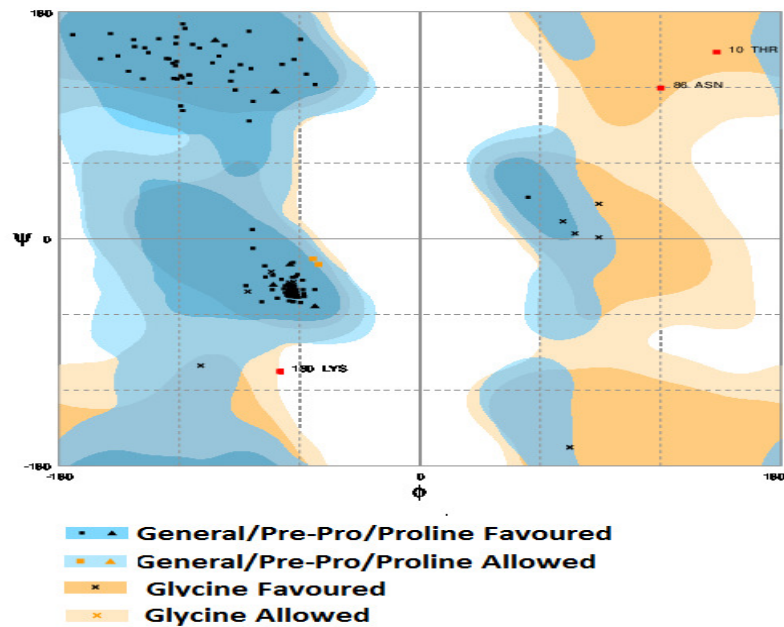 180
10 THR
86 ASN
Ψ 0
130 LYS
-180
-180 0 180
Φ
General/Pre-Pro/Proline Favoured
General/Pre-Pro/Proline Allowed
Glycine Favoured
Glycine Allowed